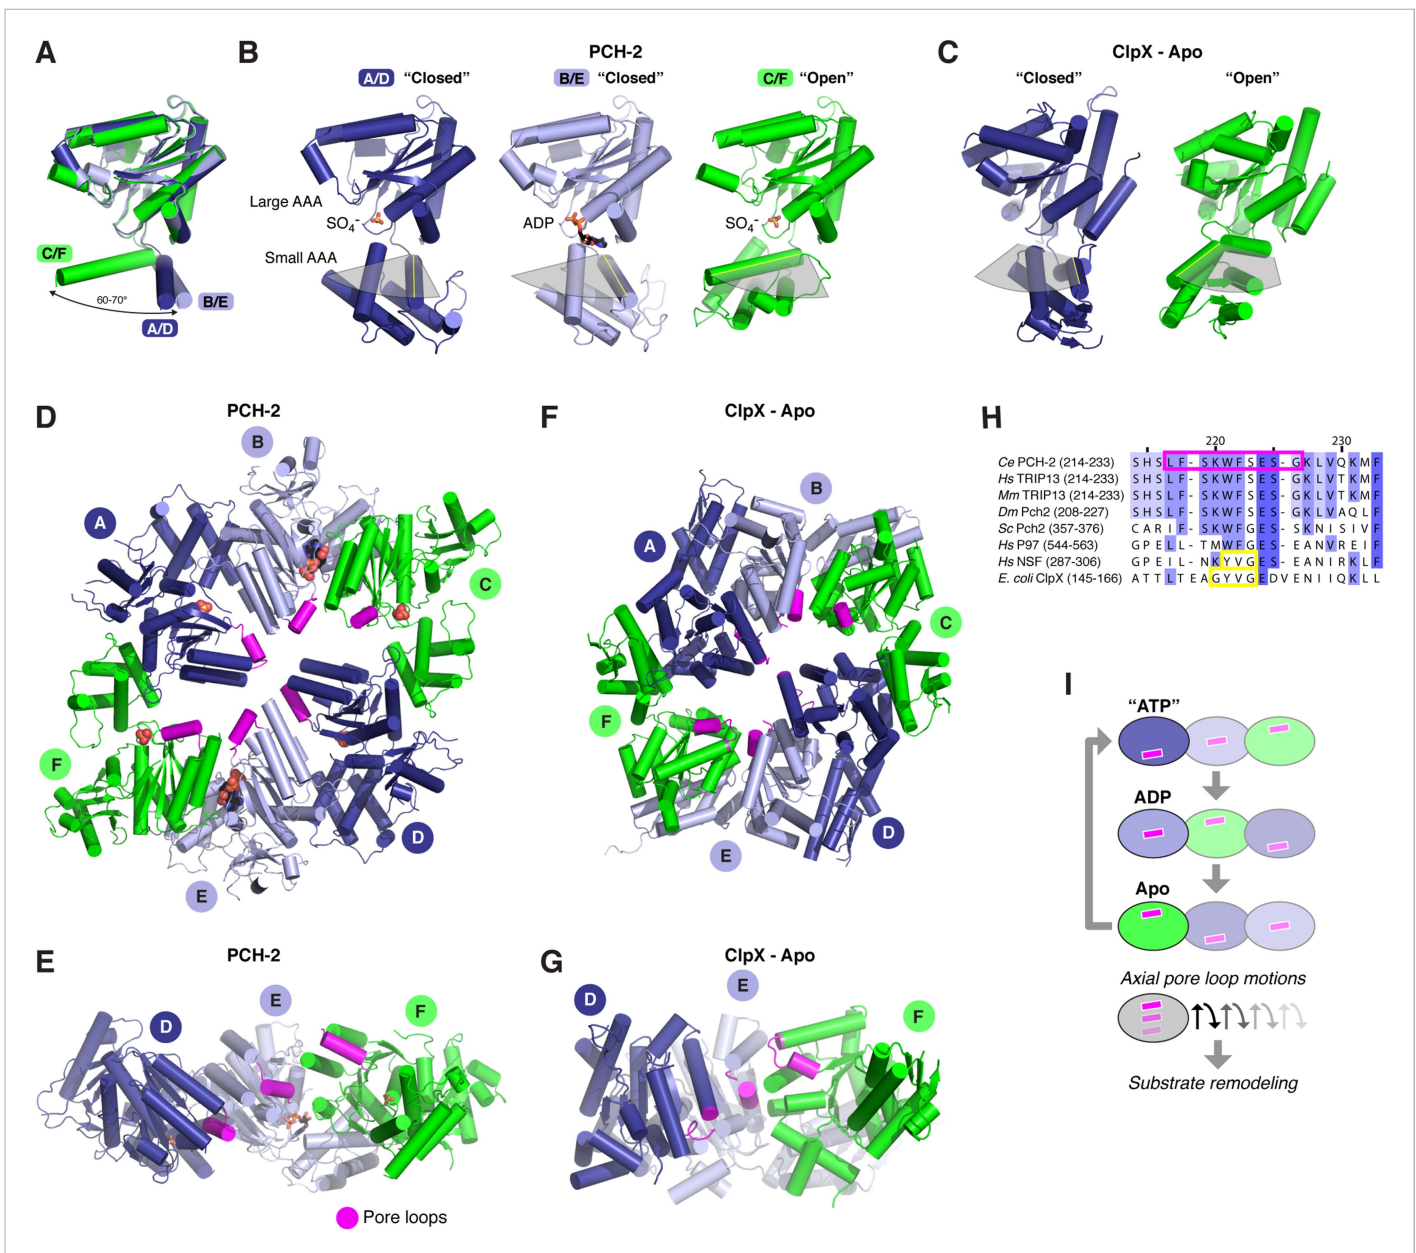 A
C/F
60-70°
B/E
A/D
B
PCH-2
A/D “Closed”
B/E “Closed”
C/F “Open”
Large AAA
SO4-
ADP
SO4-
Small AAA
C
ClpX - Apo
“Closed”
“Open”
D
PCH-2
B
A
C
F
D
E
E
PCH-2
E
D
F
Pore loops
F
ClpX - Apo
B
A
C
F
D
E
G
ClpX - Apo
E
D
F
H
220 230
Ce PCH-2 (214-233) S H S L F - S K W F S E S - G K L V Q K M F
Hs TRIP13 (214-233) S H S L F - S K W F S E S - G K L V T K M F
Mm TRIP13 (214-233) S H S L F - S K W F S E S - G K L V T K M F
Dm Pch2 (208-227) S H S L F - S K W F S E S - G K L V A Q L F
Sc Pch2 (357-376) C A R I F - S K W F G E S - S K N I S I V F
Hs P97 (544-563) G P E L L - T M W F G E S - E A N V R E I F
Hs NSF (287-306) G P E I L - N K Y V G E S - E A N I R K L F
E. coli ClpX (145-166) A T T L T E A G Y V G E D V E N I I Q K L L
I
“ATP”
ADP
Apo
Axial pore loop motions
Substrate remodeling